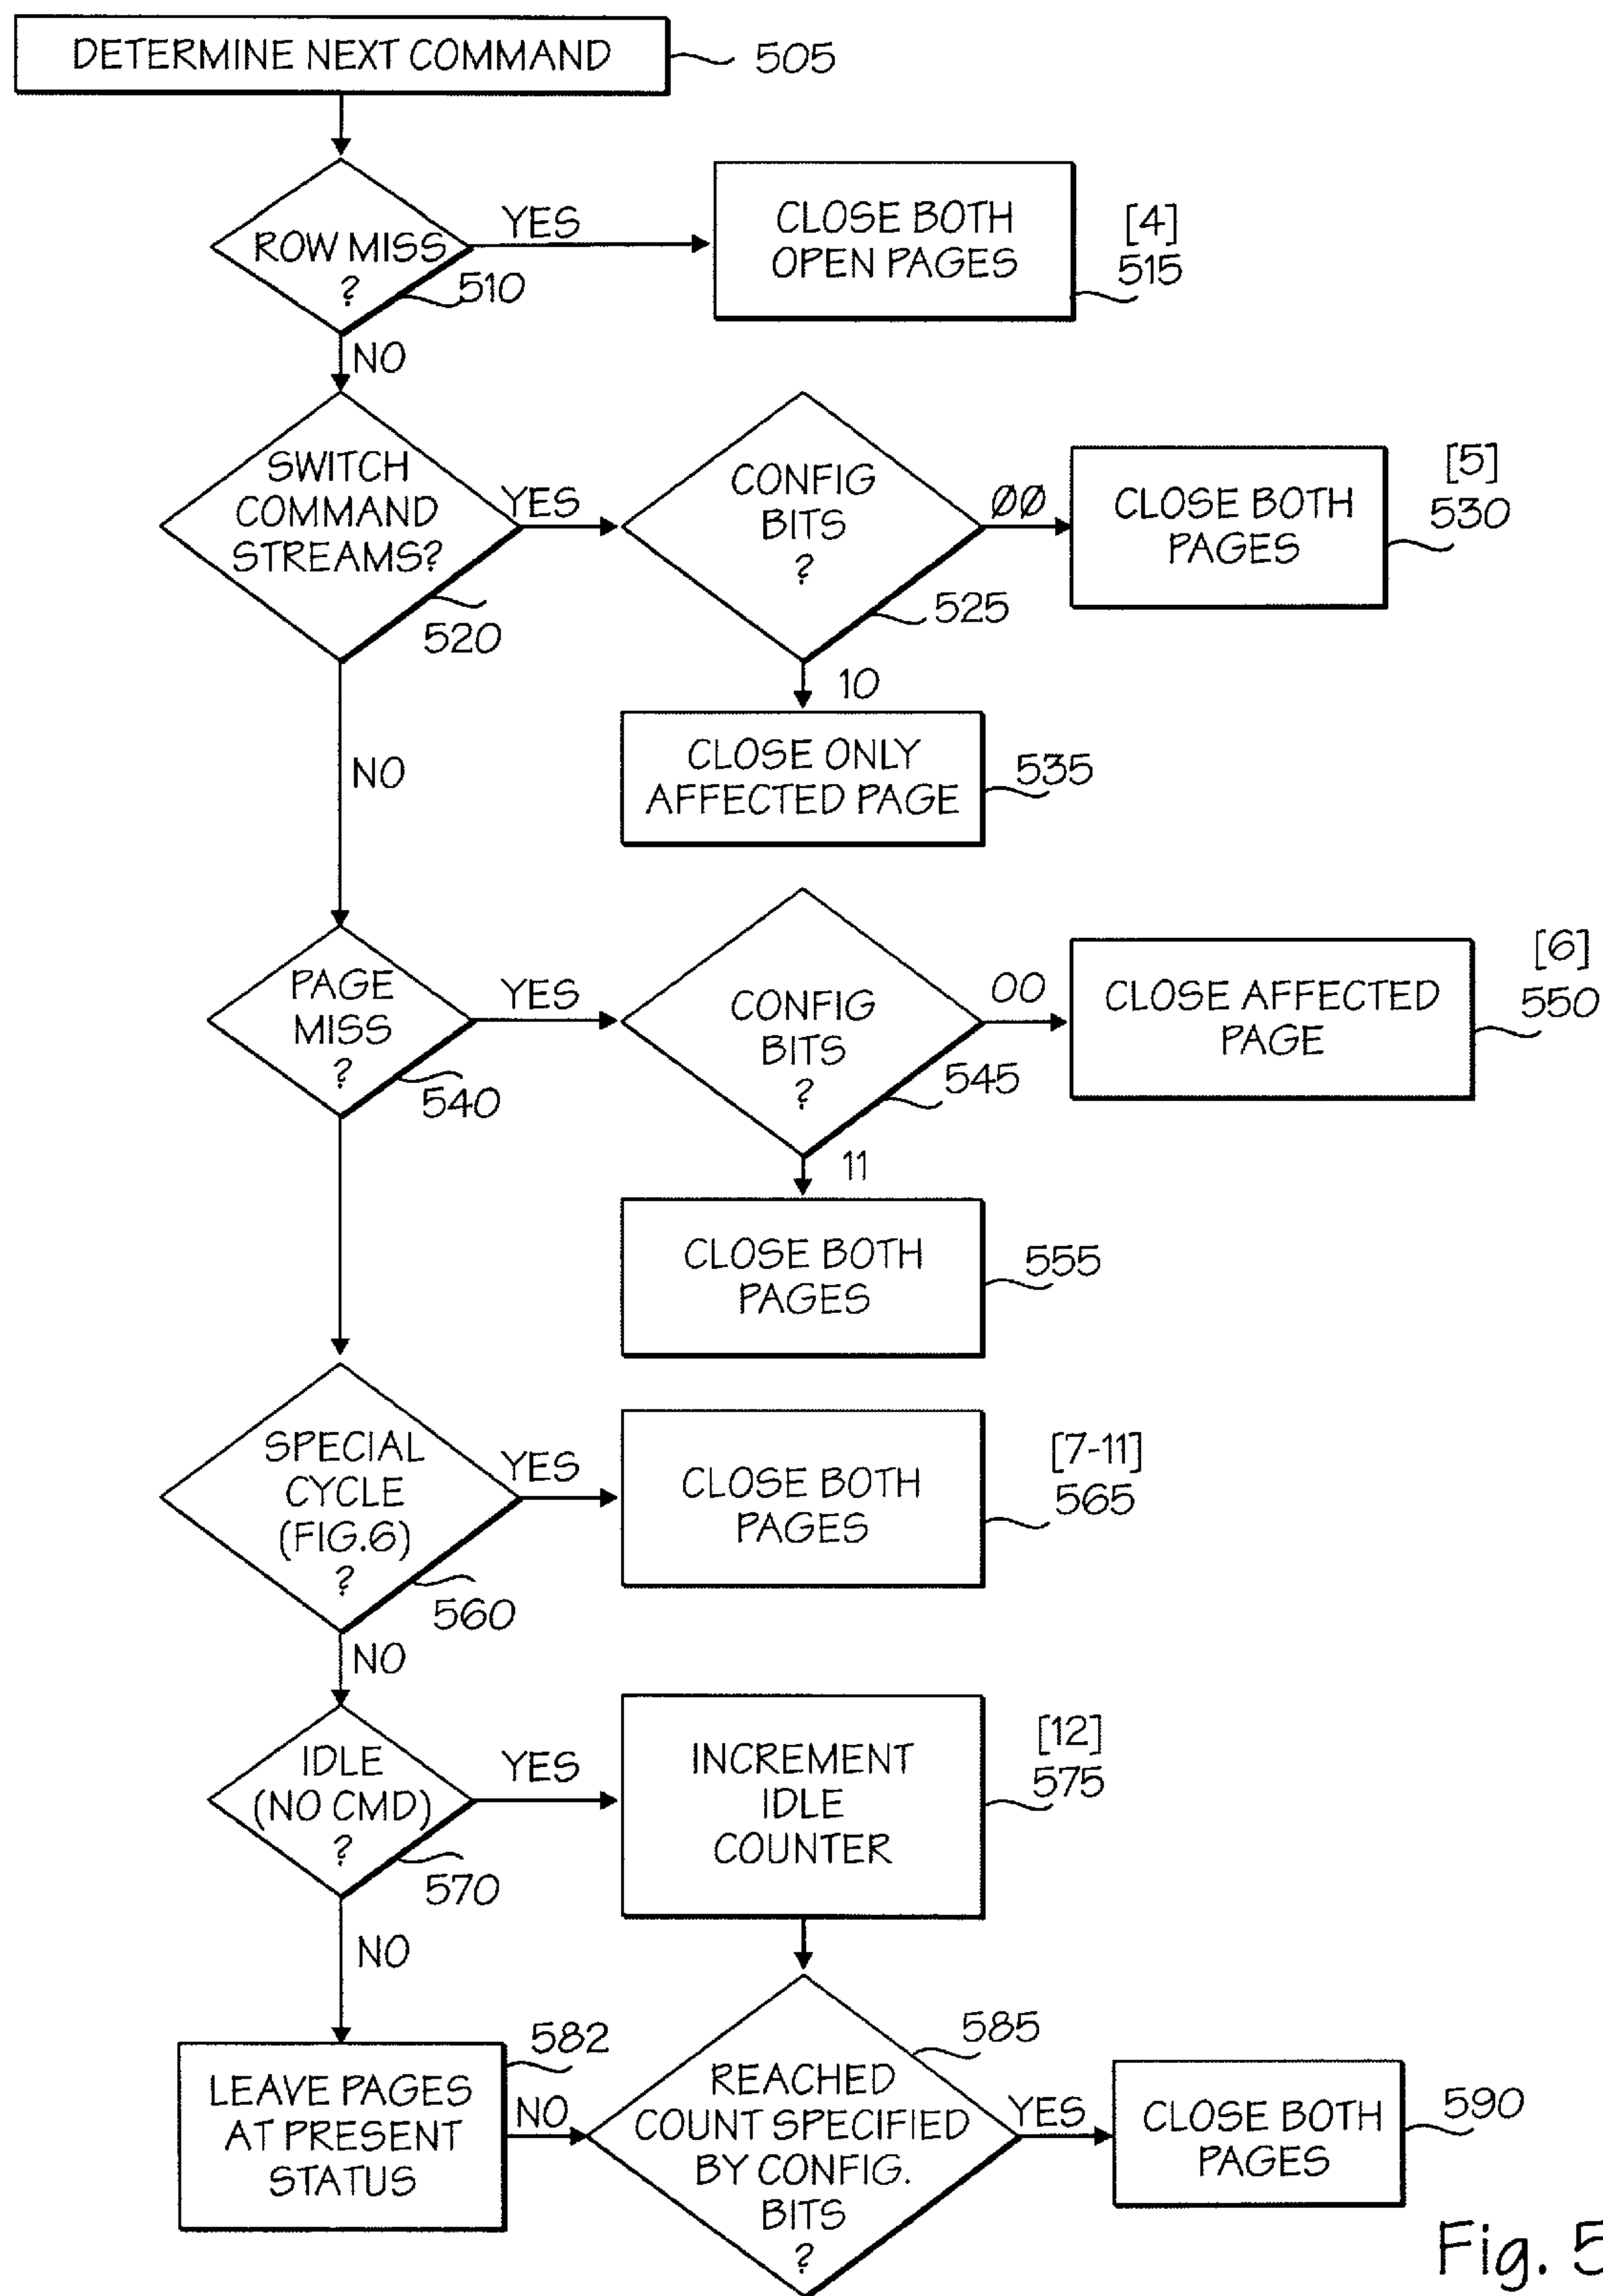 DETERMINE NEXT COMMAND
505
ROW MISS
?
510
YES
CLOSE BOTH
OPEN PAGES
[4]
515
NO
SWITCH
COMMAND
STREAMS?
520
YES
CONFIG
BITS
?
525
ØØ
CLOSE BOTH
PAGES
[5]
530
10
CLOSE ONLY
AFFECTED PAGE
535
NO
PAGE
MISS
?
540
YES
CONFIG
BITS
?
545
00
CLOSE AFFECTED
PAGE
[6]
550
11
CLOSE BOTH
PAGES
555
SPECIAL
CYCLE
(FIG.6)
?
560
YES
CLOSE BOTH
PAGES
[7-11]
565
NO
IDLE
(NO CMD)
?
570
YES
INCREMENT
IDLE
COUNTER
[12]
575
NO
LEAVE PAGES
AT PRESENT
STATUS
582
NO
REACHED
COUNT SPECIFIED
BY CONFIG.
BITS
?
585
YES
CLOSE BOTH
PAGES
590
Fig. 5